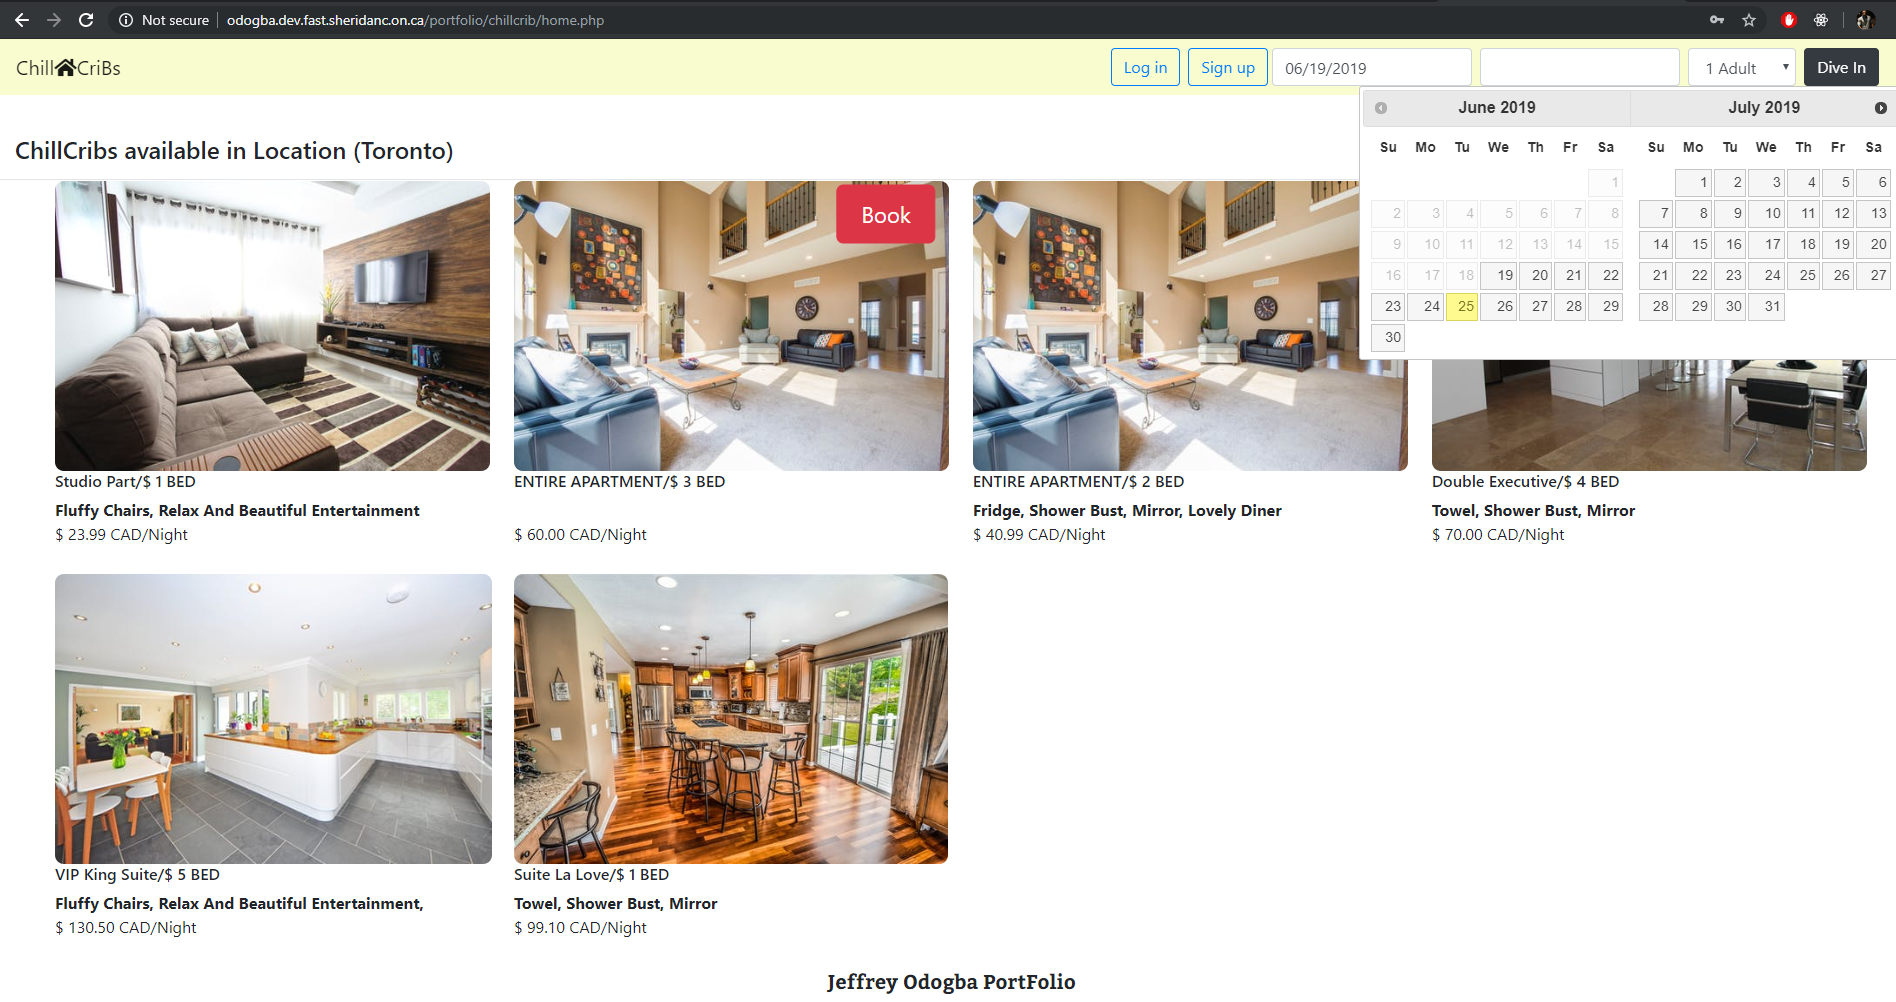 Not secure odogba.dev.fast.sheridanc.on.ca/portfolio/chillcrib/home.php
Chill CriBs Log in Sign up 06/19/2019 1 Adult Dive In
June 2019 July 2019
Su Mo Tu We Th Fr Sa Su Mo Tu We Th Fr Sa
1 1 2 3 4 5 6
2 3 4 5 6 7 8 7 8 9 10 11 12 13
9 10 11 12 13 14 15 14 15 16 17 18 19 20
16 17 18 19 20 21 22 21 22 23 24 25 26 27
23 24 25 26 27 28 29 28 29 30 31
30
ChillCribs available in Location (Toronto)
Book
Studio Part/$ 1 BED
Fluffy Chairs, Relax And Beautiful Entertainment
$ 23.99 CAD/Night
ENTIRE APARTMENT/$ 3 BED
$ 60.00 CAD/Night
ENTIRE APARTMENT/$ 2 BED
Fridge, Shower Bust, Mirror, Lovely Diner
$ 40.99 CAD/Night
Double Executive/$ 4 BED
Towel, Shower Bust, Mirror
$ 70.00 CAD/Night
VIP King Suite/$ 5 BED
Fluffy Chairs, Relax And Beautiful Entertainment,
$ 130.50 CAD/Night
Suite La Love/$ 1 BED
Towel, Shower Bust, Mirror
$ 99.10 CAD/Night
Jeffrey Odogba PortFolio